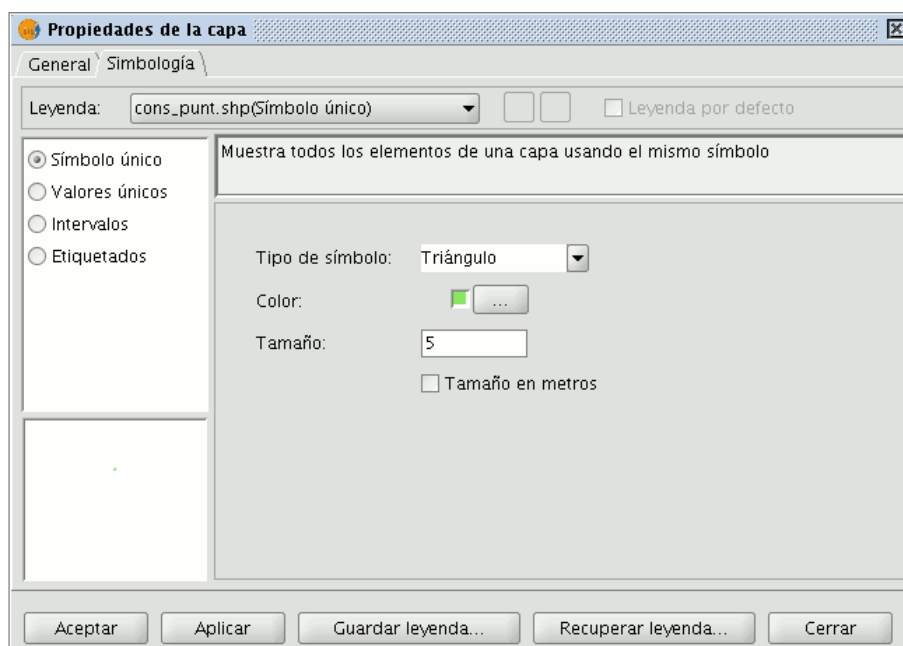 Propiedades de la capa
General Simbología
Leyenda: cons_punt.shp(Símbolo único) Leyenda por defecto
Símbolo único
Valores únicos
Intervalos
Etiquetados
Muestra todos los elementos de una capa usando el mismo símbolo
Tipo de símbolo: Triángulo
Color: ...
Tamaño: 5
Tamaño en metros
Aceptar Aplicar Guardar leyenda... Recuperar leyenda... Cerrar